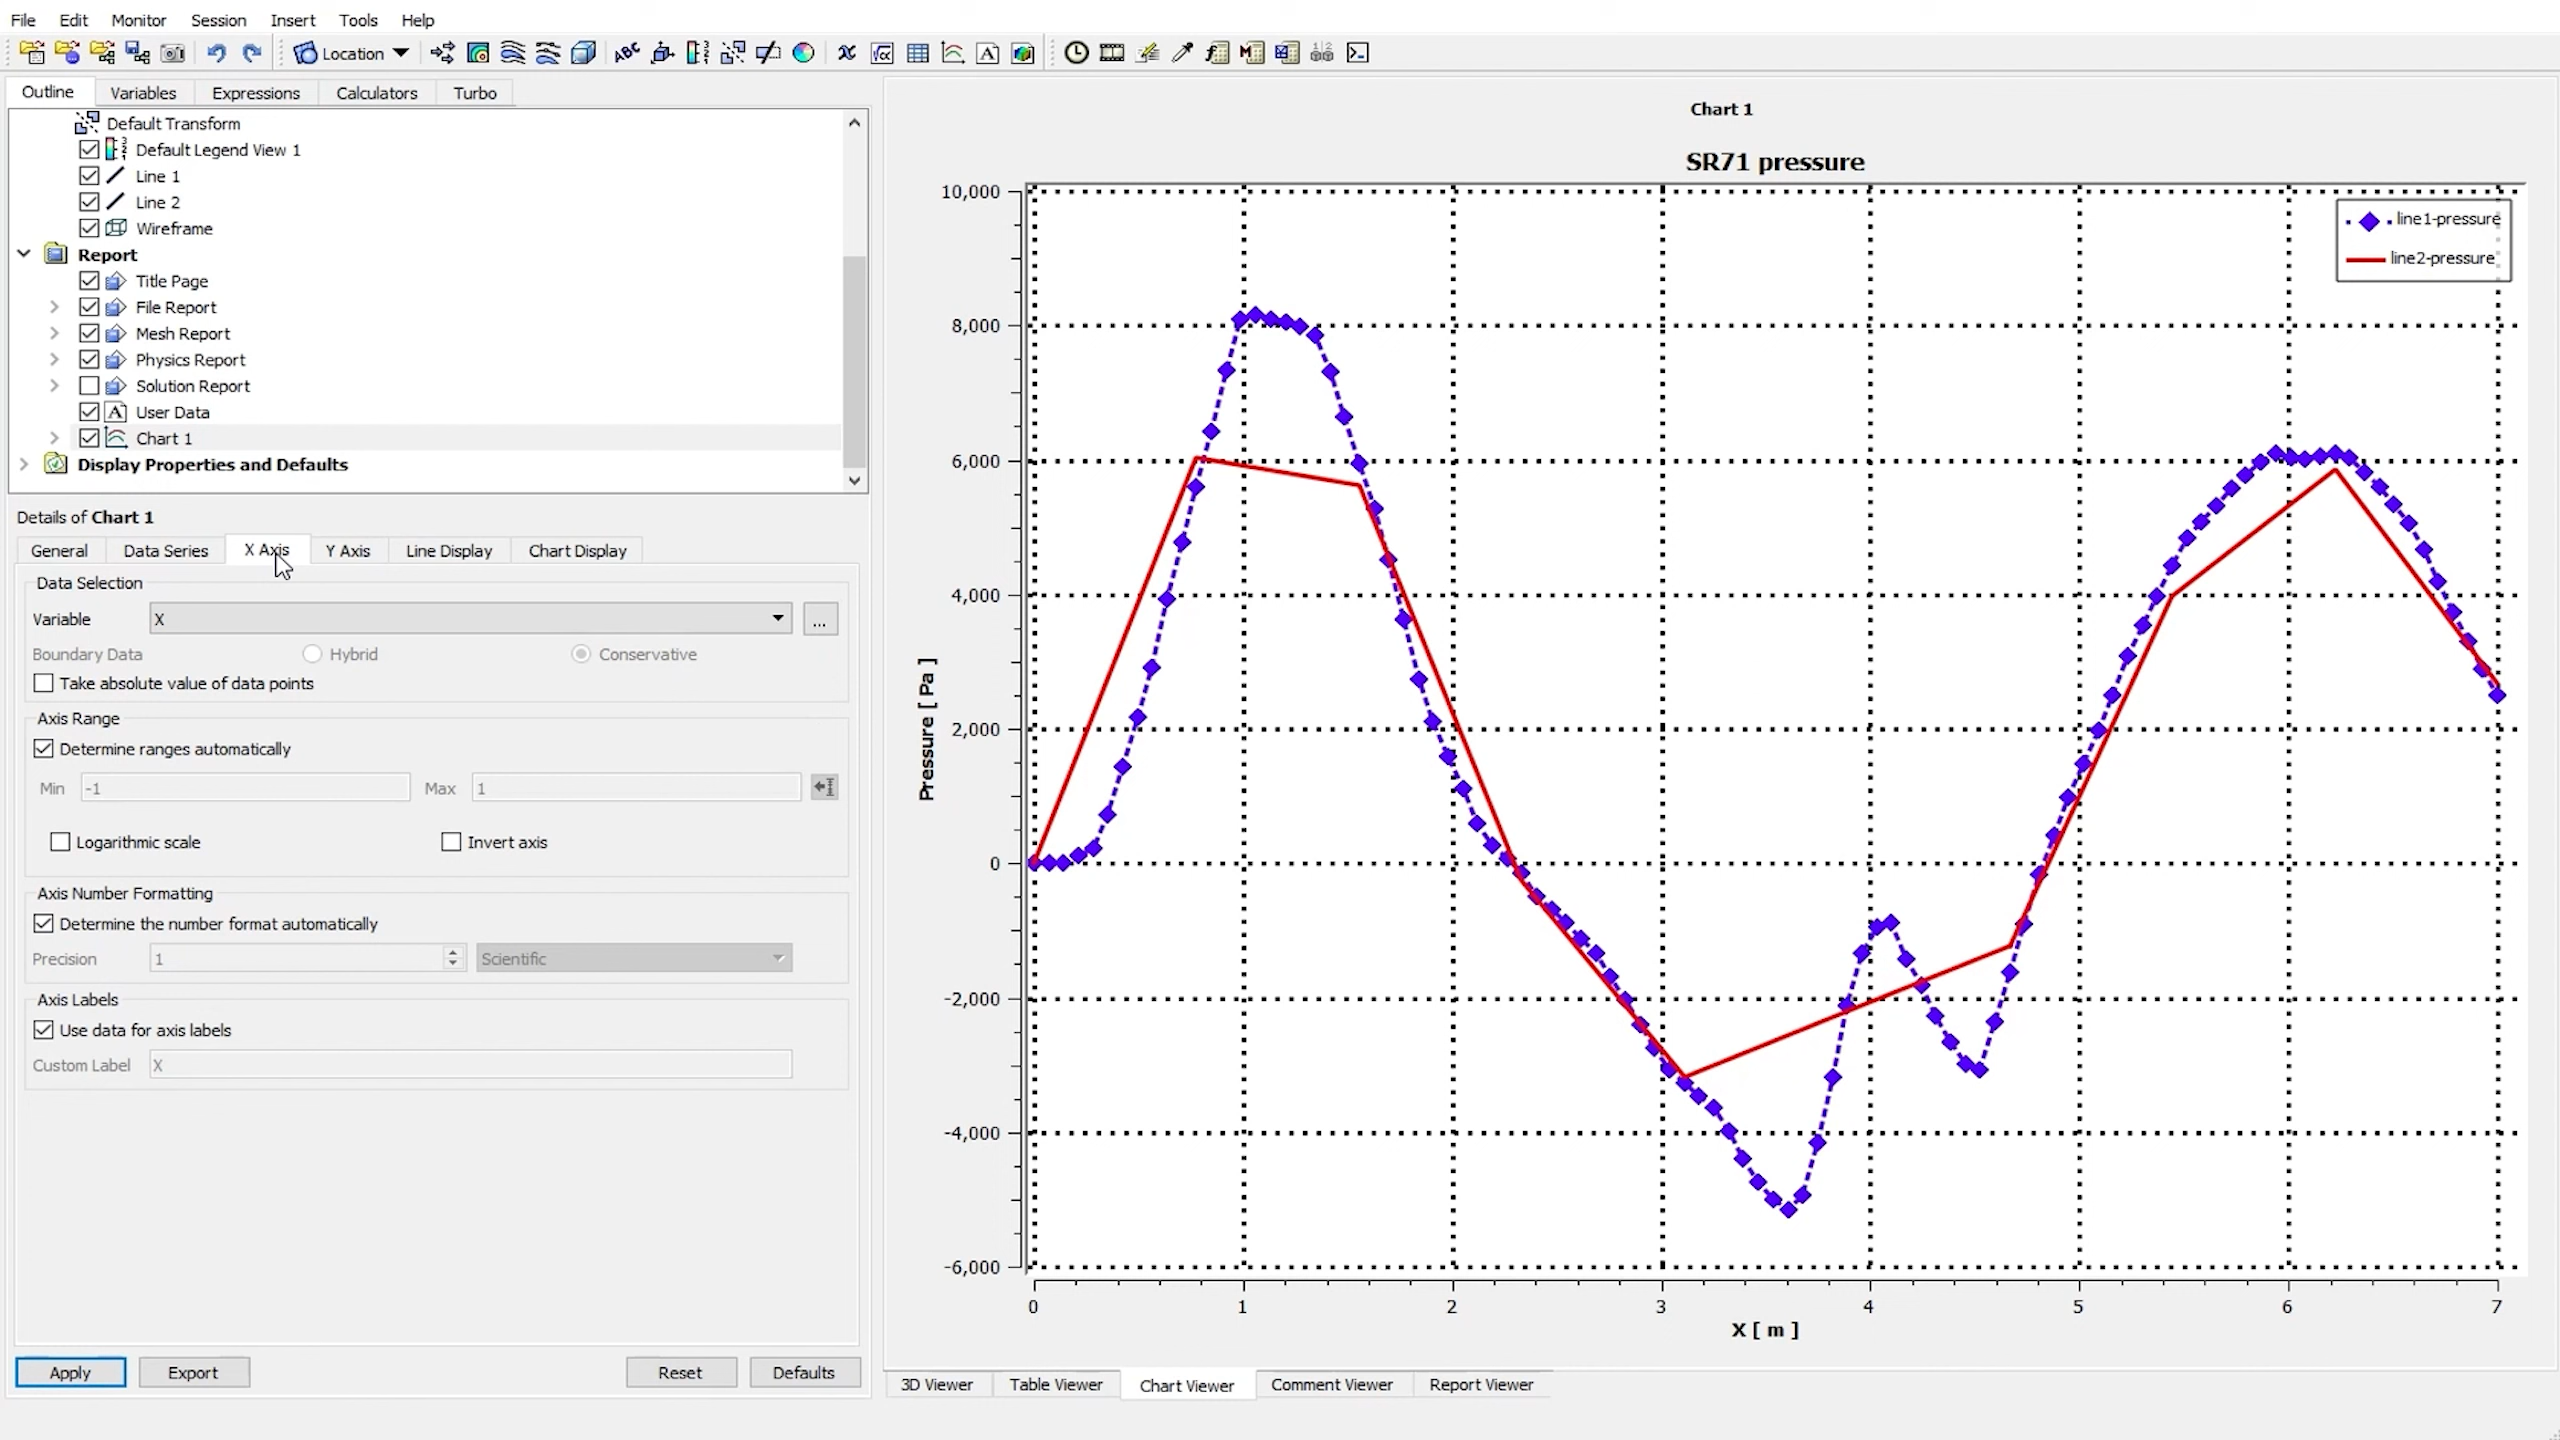 File Edit Monitor Session Insert Tools Help
Location
Outline Variables Expressions Calculators Turbo
Default Transform
Default Legend View 1
Line 1
Line 2
Wireframe
Report
Title Page
File Report
Mesh Report
Physics Report
Solution Report
User Data
Chart 1
Display Properties and Defaults
Details of Chart 1
General Data Series X Axis Y Axis Line Display Chart Display
Data Selection
Variable X ...
Boundary Data Hybrid Conservative
Take absolute value of data points
Axis Range
Determine ranges automatically
Min -1 Max 1
Logarithmic scale Invert axis
Axis Number Formatting
Determine the number format automatically
Precision 1 Scientific
Axis Labels
Use data for axis labels
Custom Label X
Apply Export Reset Defaults
Chart 1
SR71 pressure
line1-pressure
line2-pressure
10,000
8,000
6,000
4,000
2,000
0
-2,000
-4,000
-6,000
Pressure [ Pa ]
0 1 2 3 4 5 6 7
X [ m ]
3D Viewer Table Viewer Chart Viewer Comment Viewer Report Viewer